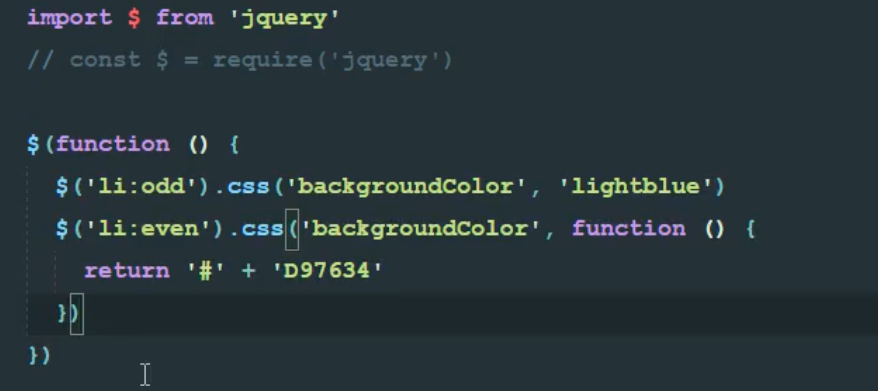 import $ from 'jquery'
// const $ = require('jquery')
$(function () {
$('li:odd').css('backgroundColor', 'lightblue')
$('li:even').css('backgroundColor', function () {
return '#' + 'D97634'
})
})